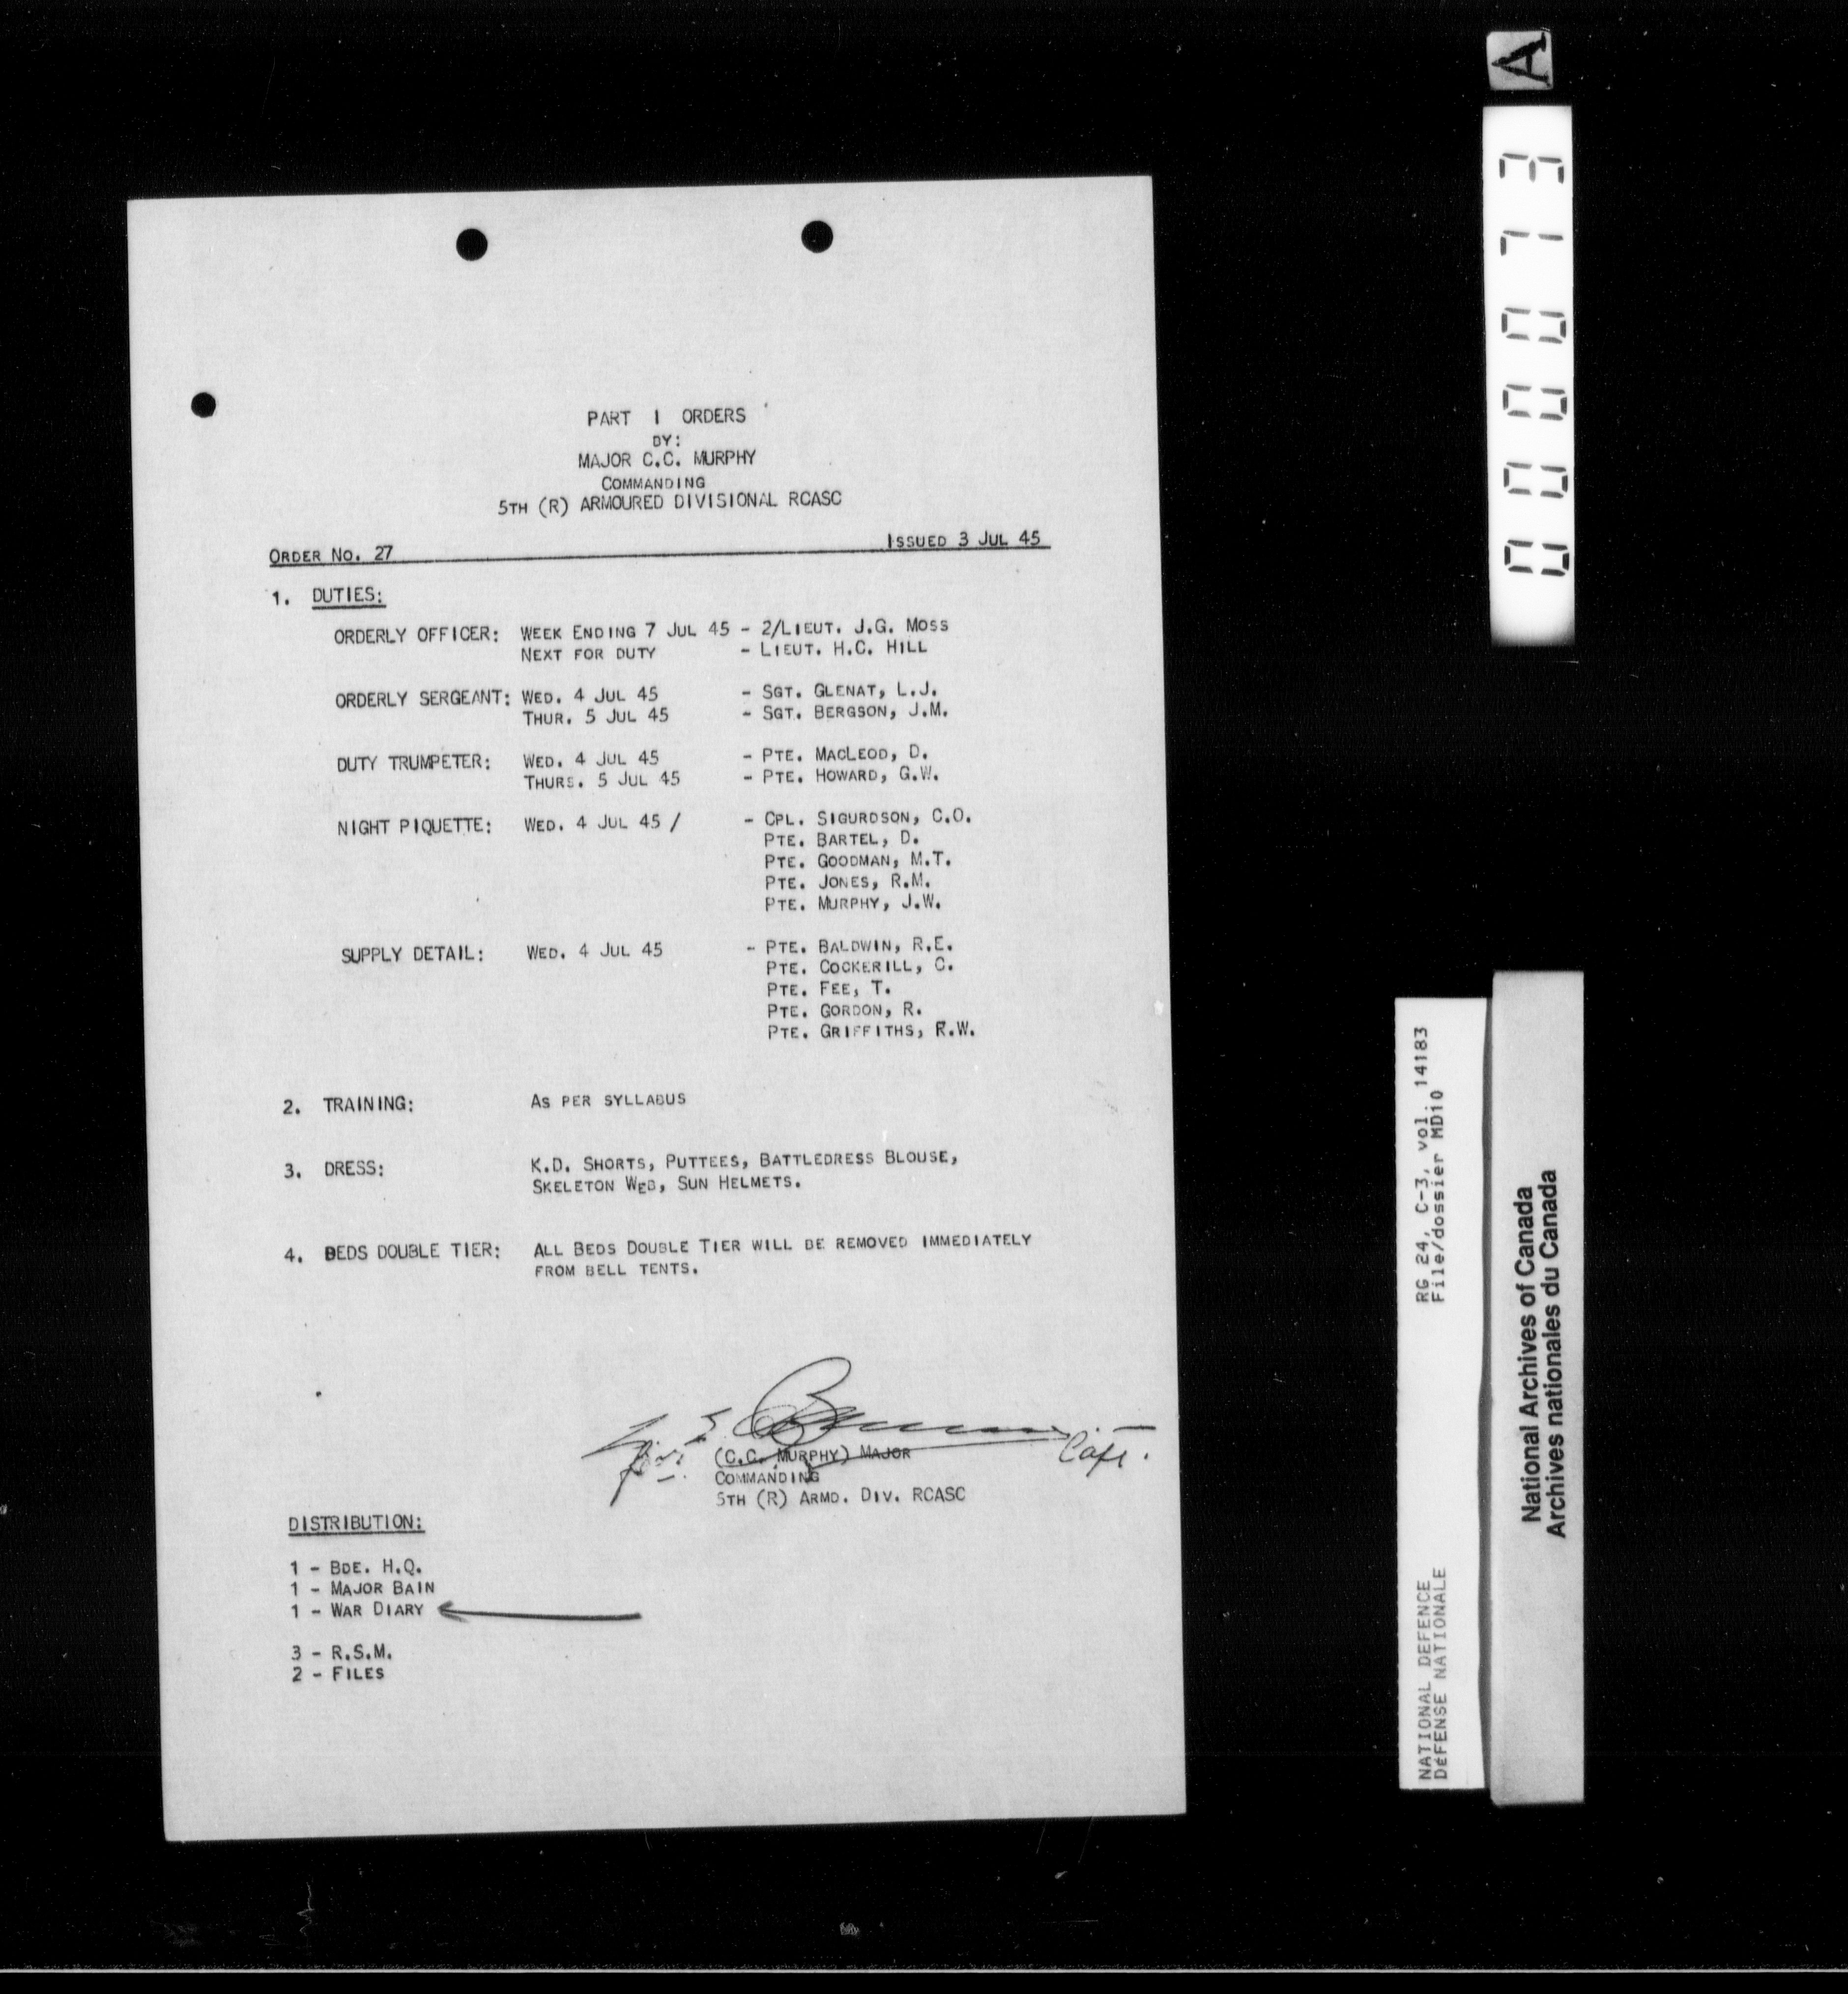 PART I ORDERS
BY:
MAJOR C.C. MURPHY
COMMANDING
5TH (R) ARMOURED DIVISIONAL RCASC
ORDER NO. 27 ISSUED 3 JUL 45
1. DUTIES:
ORDERLY OFFICER: WEEK ENDING 7 JUL 45 - 2/LIEUT. J.G. MOSS
NEXT FOR DUTY - LIEUT. H.C. HILL
ORDERLY SERGEANT: WED. 4 JUL 45 - SGT. GLENAT, L.J.
THUR. 5 JUL 45 - SGT. BERGSON, J.M.
DUTY TRUMPETER: WED. 4 JUL 45 - PTE. MACLEOD, D.
THURS. 5 JUL 45 - PTE. HOWARD, G.W.
NIGHT PIQUETTE: WED. 4 JUL 45 / - CPL. SIGURDSON, C.O.
PTE. BARTEL, D.
PTE. GOODMAN, M.T.
PTE. JONES, R.M.
PTE. MURPHY, J.W.
SUPPLY DETAIL: WED. 4 JUL 45 - PTE. BALDWIN, R.E.
PTE. COCKERILL, C.
PTE. FEE, T.
PTE. GORDON, R.
PTE. GRIFFITHS, R.W.
2. TRAINING: AS PER SYLLABUS
3. DRESS: K.D. SHORTS, PUTTEES, BATTLEDRESS BLOUSE,
SKELETON WEB, SUN HELMETS.
4. BEDS DOUBLE TIER: ALL BEDS DOUBLE TIER WILL BE REMOVED IMMEDIATELY
FROM BELL TENTS.
Capt.
for: (C.C. MURPHY) MAJOR
COMMANDING
5TH (R) ARMD. DIV. RCASC
DISTRIBUTION:
1 - BDE. H.Q.
1 - MAJOR BAIN
1 - WAR DIARY
3 - R.S.M.
2 - FILES
A
000073
RG 24, C-3, vol. 14183
File/dossier MD10
NATIONAL DEFENCE
DéFENSE NATIONALE
National Archives of Canada
Archives nationales du Canada